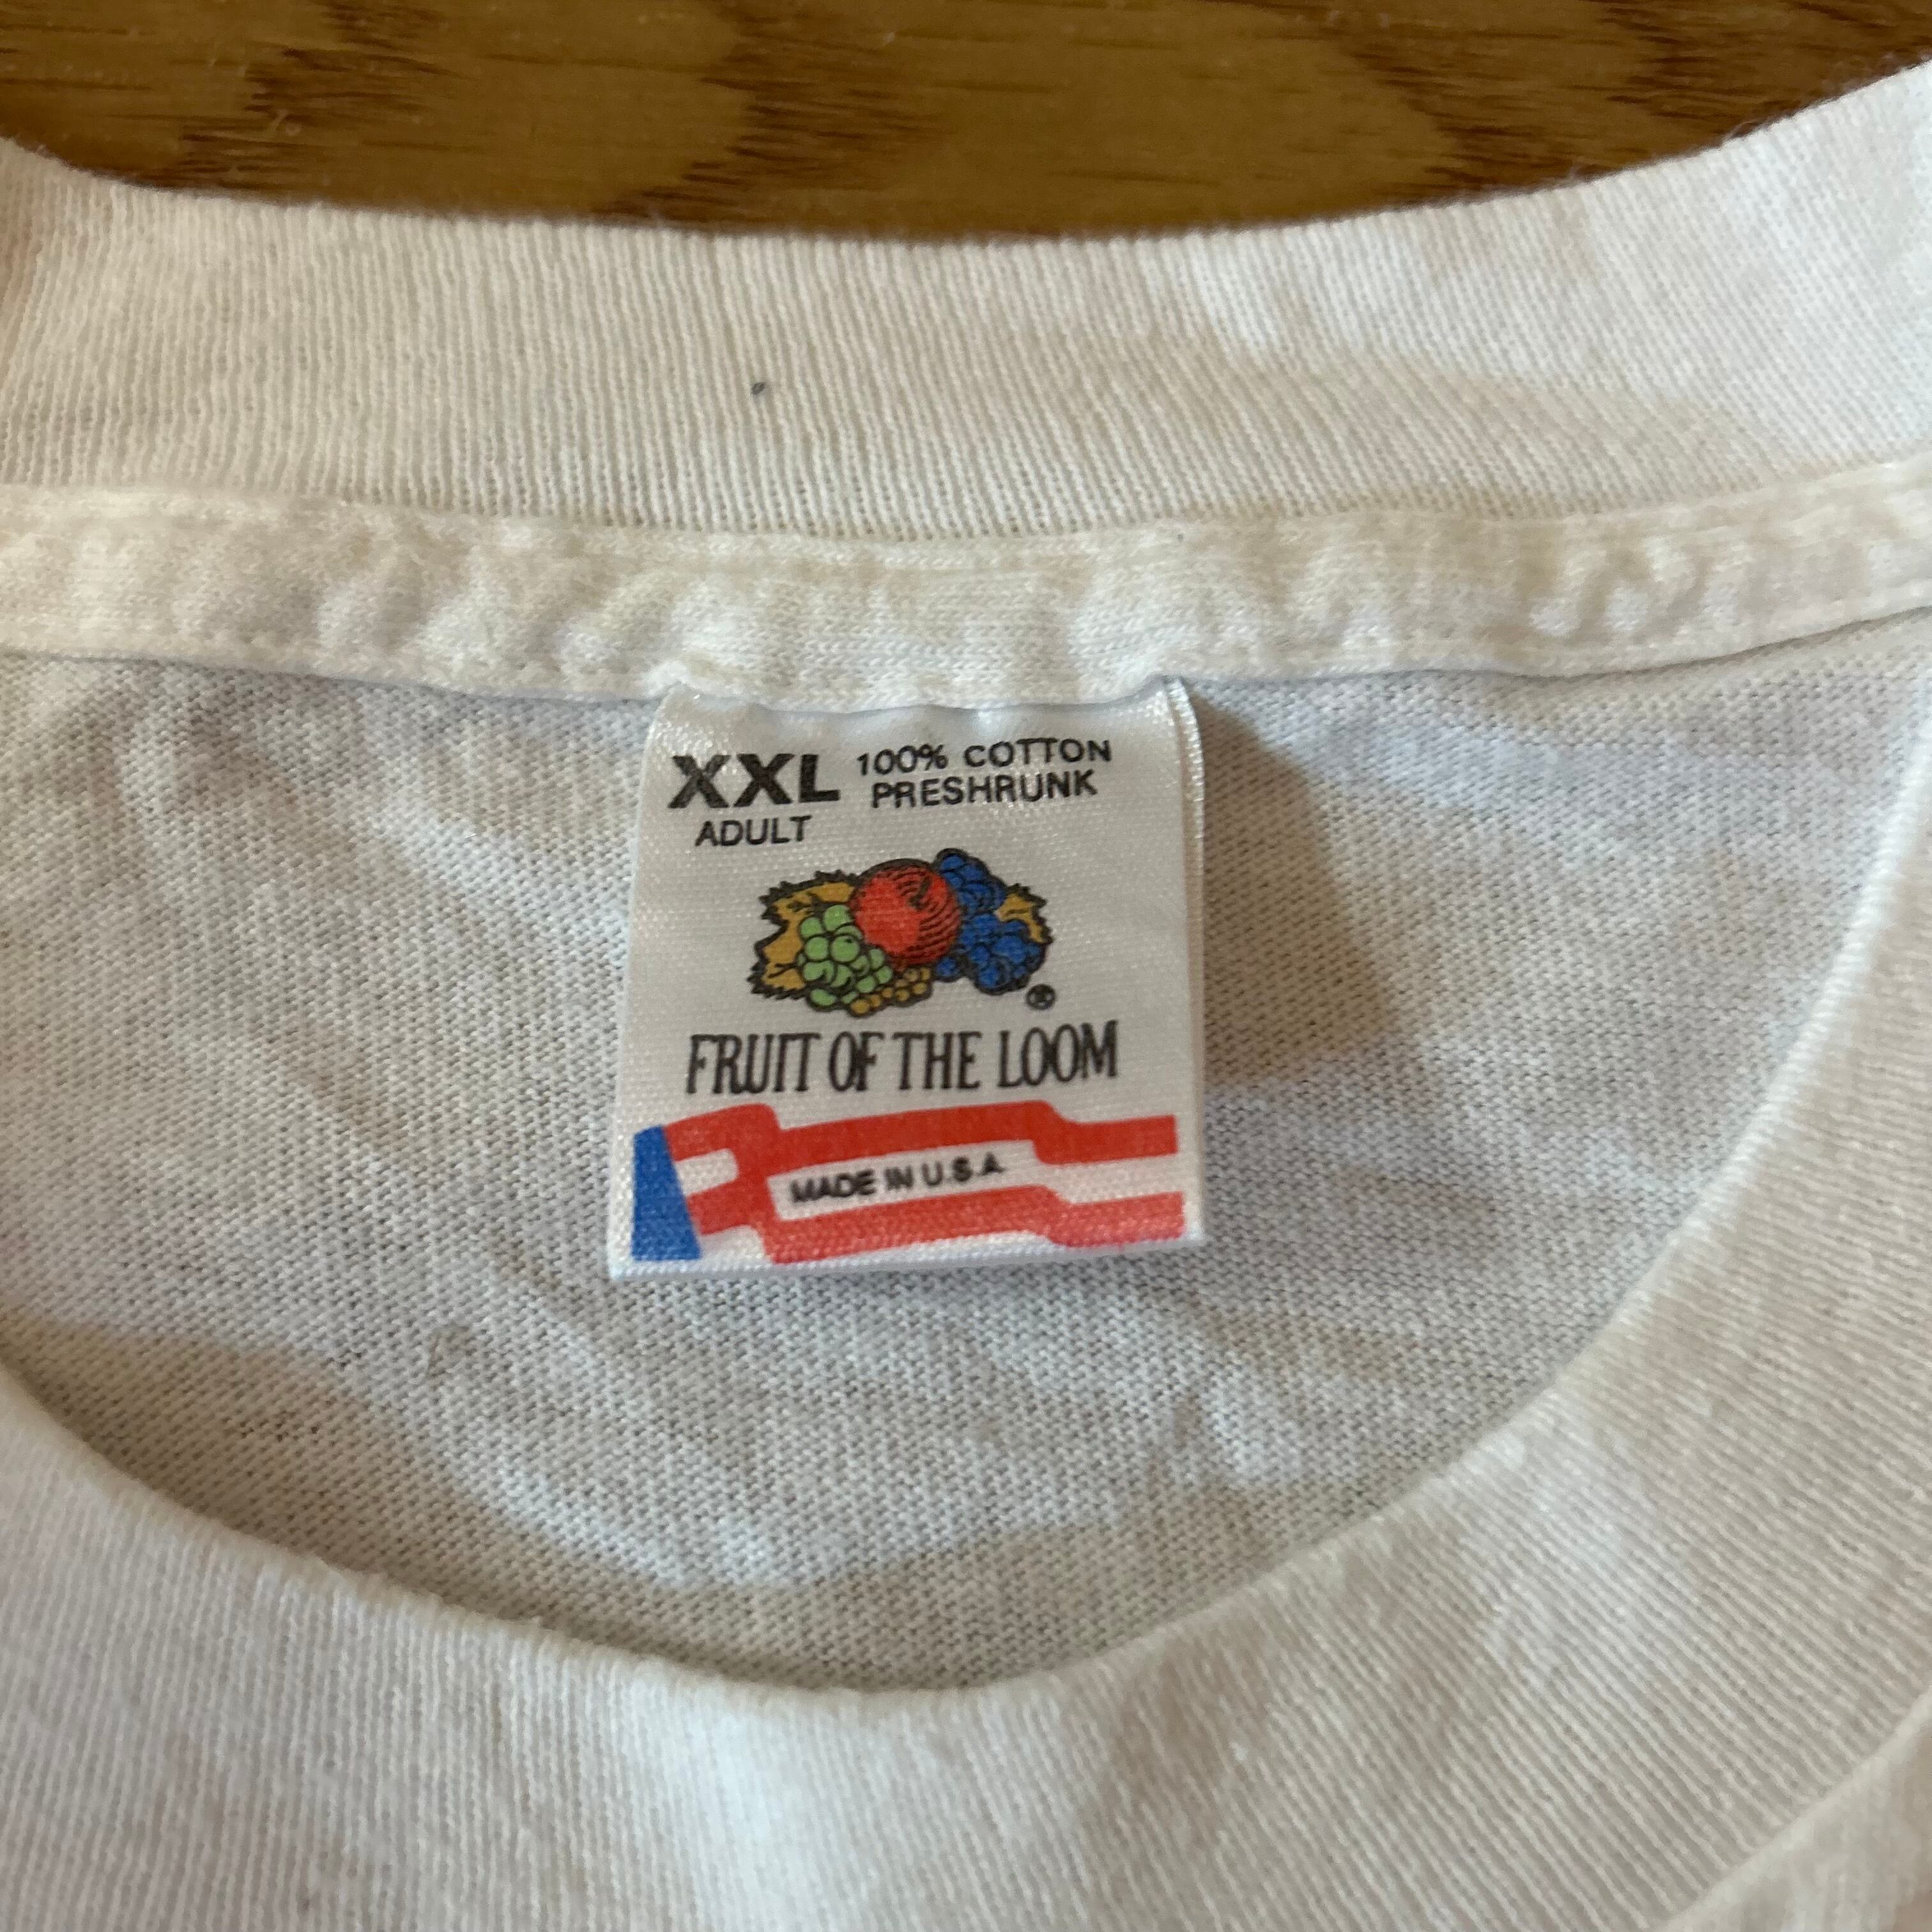 XXL 100% COTTON
PRESHRUNK
ADULT
®
FRUIT OF THE LOOM
MADE IN U.S.A.